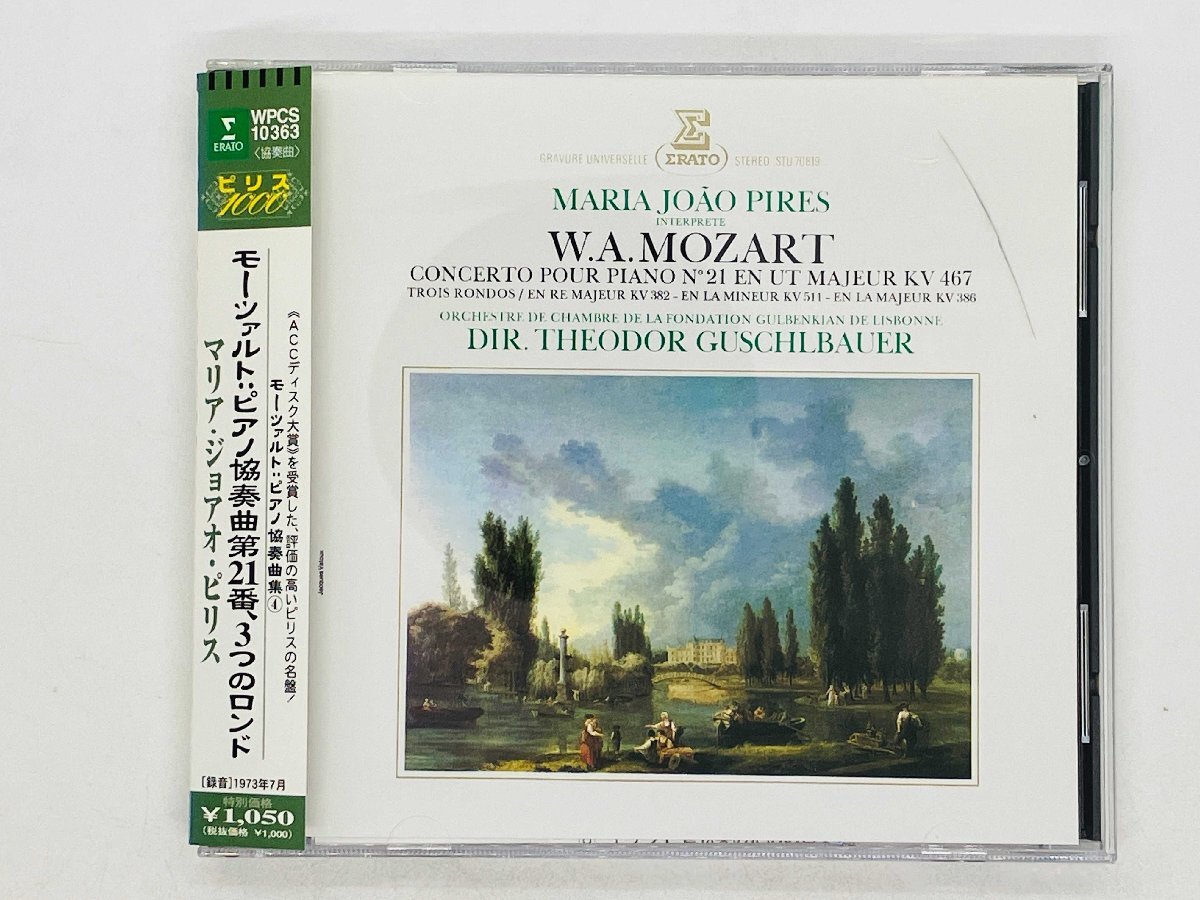 WPCS
10363
ERATO
〈協奏曲〉
ピリス
1000
《ACCディスク大賞》を受賞した、評価の高いピリスの名盤!
モーツァルト:ピアノ協奏曲集④
モーツァルト:ピアノ協奏曲第21番、3つのロンド
マリア・ジョアオ・ピリス
[録音]1973年7月
特別価格
¥1,050
(税抜価格 ¥1,000)
GRAVURE UNIVERSELLE ERATO STEREO STU 70819
MARIA JOÃO PIRES
INTERPRETE
W.A.MOZART
CONCERTO POUR PIANO N° 21 EN UT MAJEUR KV 467
TROIS RONDOS / EN RE MAJEUR KV 382 - EN LA MINEUR KV 511 - EN LA MAJEUR KV 386
ORCHESTRE DE CHAMBRE DE LA FONDATION GULBENKIAN DE LISBONNE
DIR. THEODOR GUSCHLBAUER